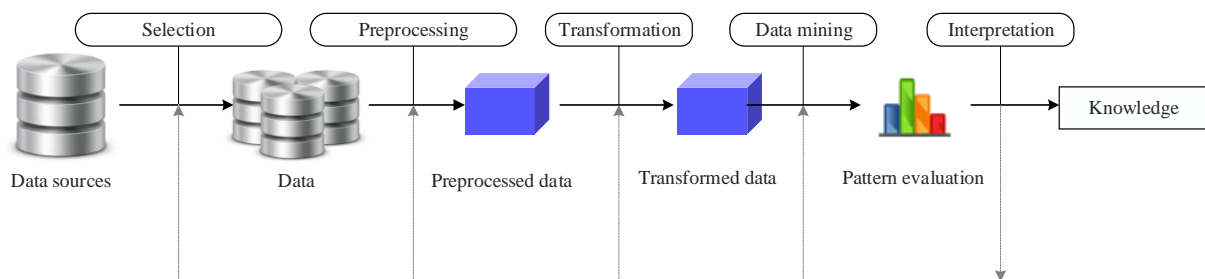 Selection
Preprocessing
Transformation
Data mining
Interpretation
Knowledge
Data sources
Data
Preprocessed data
Transformed data
Pattern evaluation